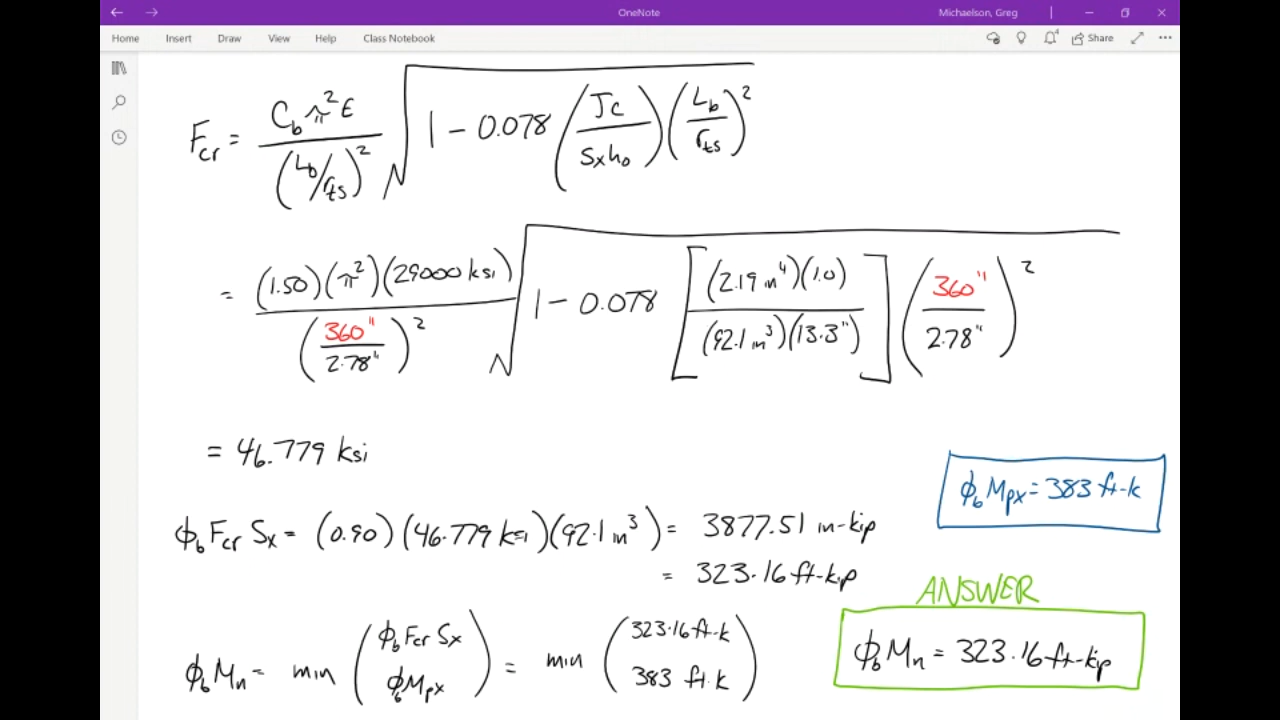 OneNote
Michaelson, Greg
Home Insert Draw View Help Class Notebook
Share
Fcr = Cb π² E / (Lb/rts)² √(1 - 0.078 (Jc / Sx ho) (Lb / rts)²)
= (1.50)(π²)(29000 ksi) / (360" / 2.78")² √(1 - 0.078 [(2.19 in⁴)(1.0) / (92.1 in³)(13.3")] (360" / 2.78")²)
= 46.779 ksi
ϕb Mpx = 383 ft-k
ϕb Fcr Sx = (0.90)(46.779 ksi)(92.1 in³) = 3877.51 in-kip
= 323.16 ft-kip
ANSWER
ϕb Mn = min (ϕb Fcr Sx, ϕb Mpx) = min (323.16 ft-k, 383 ft-k)
ϕb Mn = 323.16 ft-kip